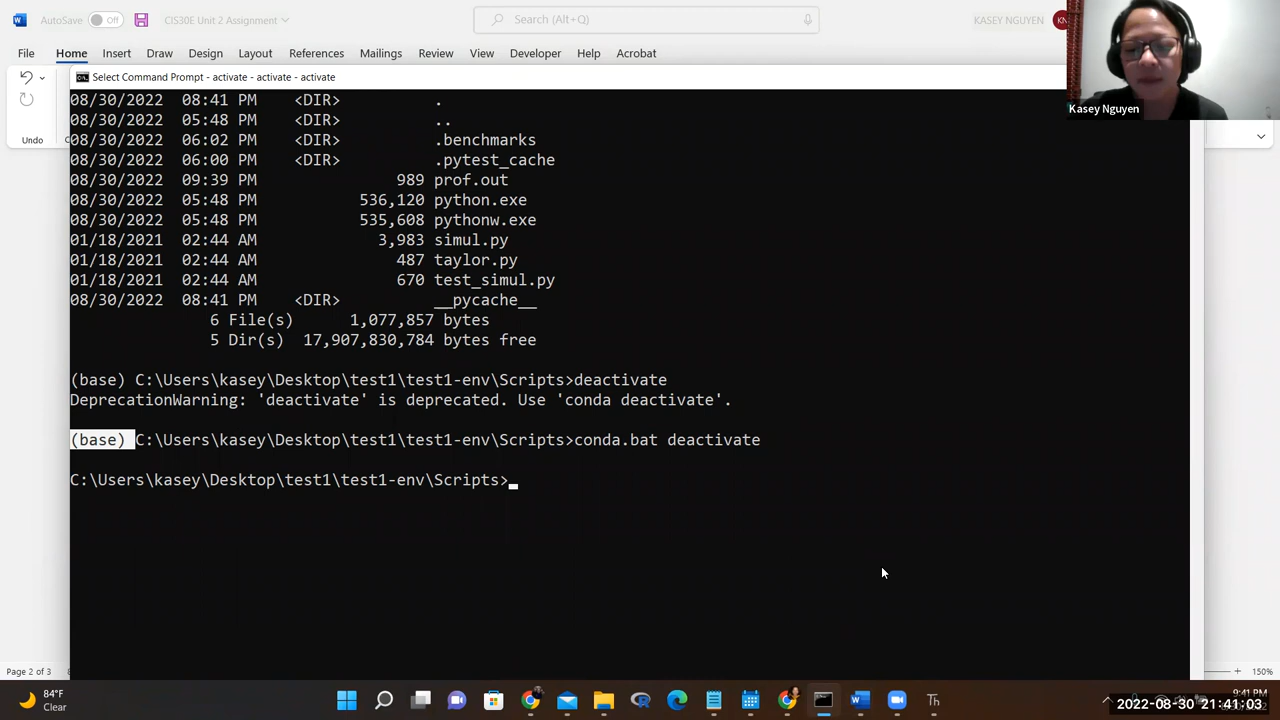 AutoSave Off CIS30E Unit 2 Assignment Search (Alt+Q) KASEY NGUYEN KN
File Home Insert Draw Design Layout References Mailings Review View Developer Help Acrobat
Kasey Nguyen
Undo
Select Command Prompt - activate - activate - activate
08/30/2022 08:41 PM <DIR> .
08/30/2022 05:48 PM <DIR> ..
08/30/2022 06:02 PM <DIR> .benchmarks
08/30/2022 06:00 PM <DIR> .pytest_cache
08/30/2022 09:39 PM 989 prof.out
08/30/2022 05:48 PM 536,120 python.exe
08/30/2022 05:48 PM 535,608 pythonw.exe
01/18/2021 02:44 AM 3,983 simul.py
01/18/2021 02:44 AM 487 taylor.py
01/18/2021 02:44 AM 670 test_simul.py
08/30/2022 08:41 PM <DIR> __pycache__
6 File(s) 1,077,857 bytes
5 Dir(s) 17,907,830,784 bytes free
(base) C:\Users\kasey\Desktop\test1\test1-env\Scripts>deactivate
DeprecationWarning: 'deactivate' is deprecated. Use 'conda deactivate'.
(base) C:\Users\kasey\Desktop\test1\test1-env\Scripts>conda.bat deactivate
C:\Users\kasey\Desktop\test1\test1-env\Scripts>
Page 2 of 3 150%
84°F
Clear
Th
9:41 PM
2022-08-30 21:41:03